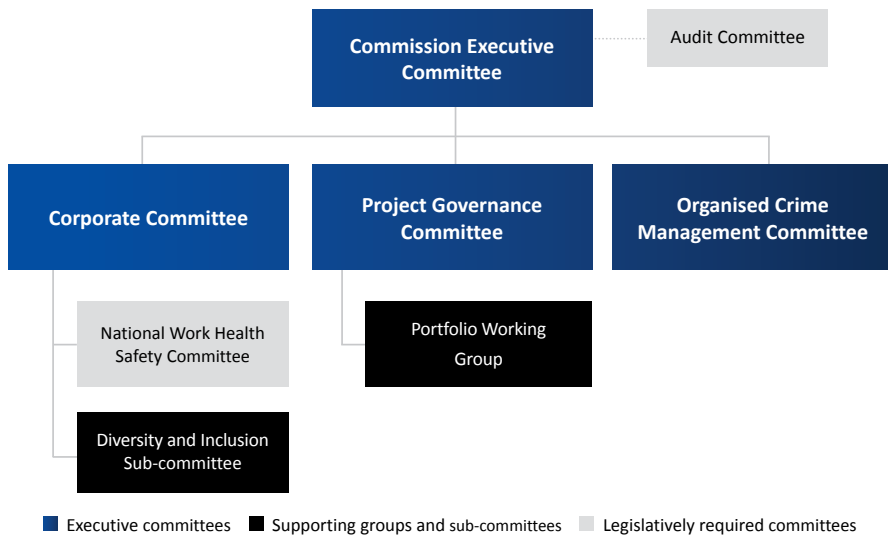 Commission Executive
Committee
Audit Committee
Corporate Committee
Project Governance
Committee
Organised Crime
Management Committee
National Work Health
Safety Committee
Portfolio Working
Group
Diversity and Inclusion
Sub-committee
Executive committees
Supporting groups and sub-committees
Legislatively required committees